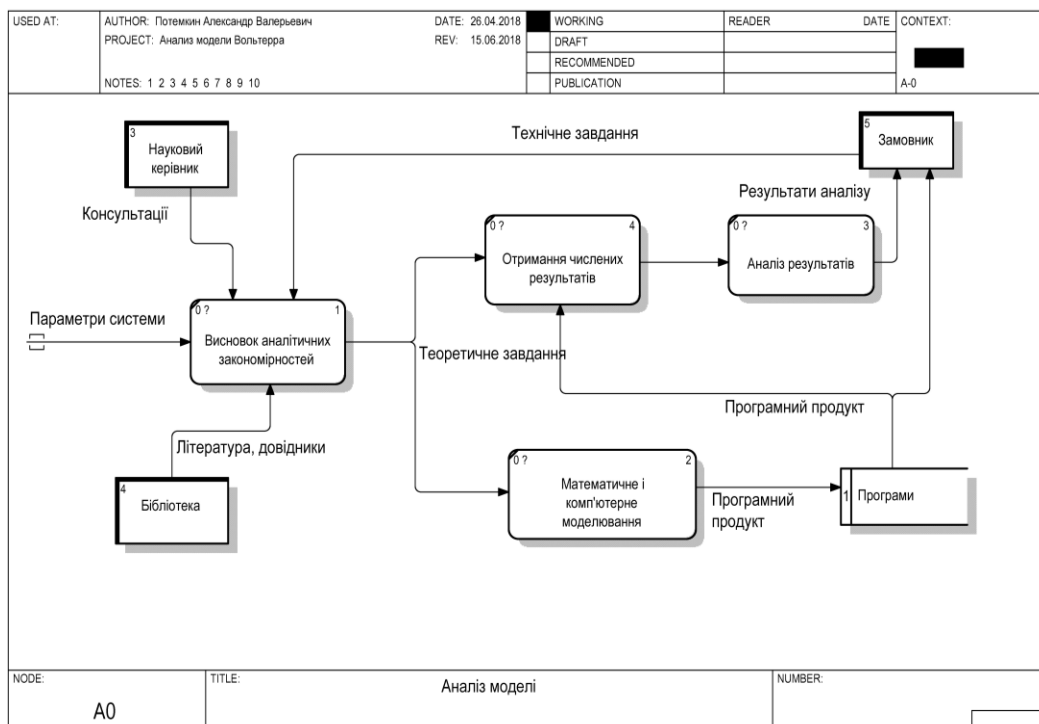 USED AT:
AUTHOR: Потемкин Александр Валерьевич
DATE: 26.04.2018
PROJECT: Анализ модели Вольтерра
REV: 15.06.2018
NOTES: 1 2 3 4 5 6 7 8 9 10
WORKING
DRAFT
RECOMMENDED
PUBLICATION
READER
DATE
CONTEXT:
A-0
3
Науковий
керівник
Технічне завдання
5
Замовник
Консультації
Результати аналізу
0 ?
4
Отримання числених
результатів
0 ?
3
Аналіз результатів
Параметри системи
0 ?
1
Висновок аналітичних
закономірностей
Теоретичне завдання
Програмний продукт
Література, довідники
4
Бібліотека
0 ?
2
Математичне і
комп'ютерне
моделювання
Програмний
продукт
1
Програми
NODE:
A0
TITLE:
Аналіз моделі
NUMBER: